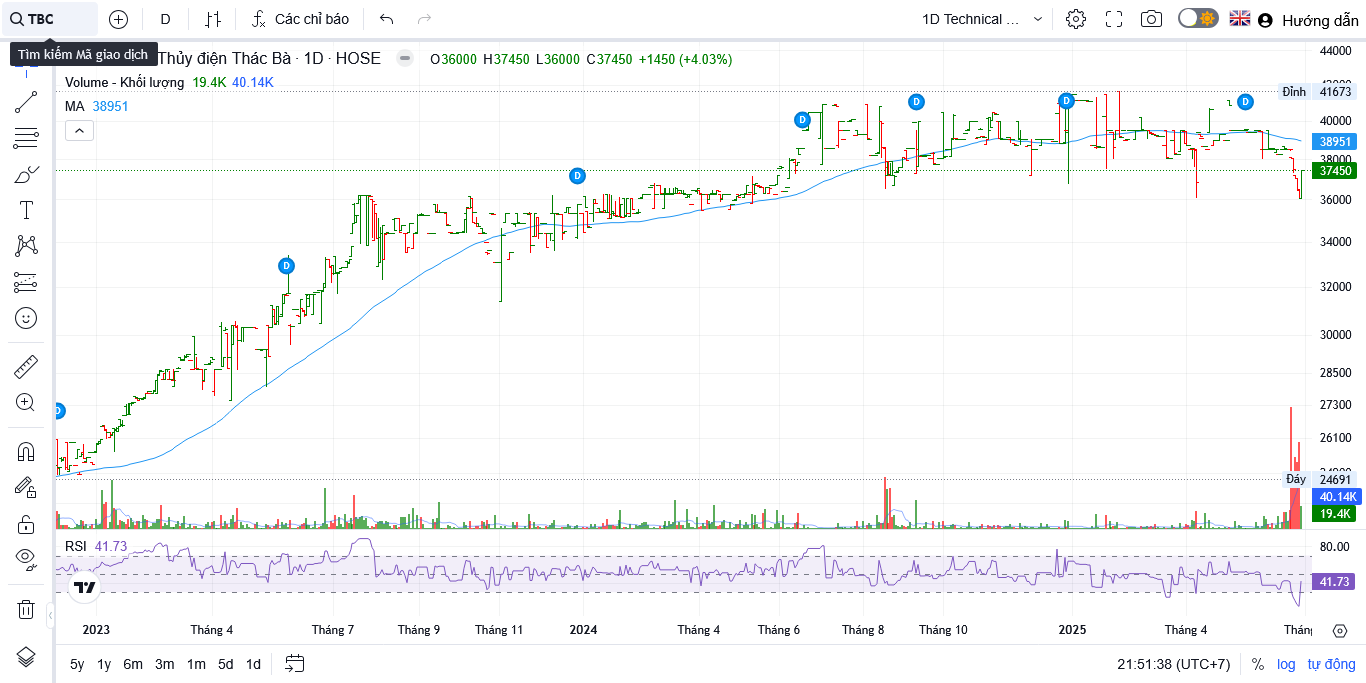 TBC
D
Các chỉ báo
1D Technical ...
Hướng dẫn
Tìm kiếm Mã giao dịch
Thủy điện Thác Bà · 1D · HOSE
O36000 H37450 L36000 C37450 +1450 (+4.03%)
Volume - Khối lượng 19.4K 40.14K
MA 38951
44000
Đỉnh 41673
40000
38951
38000
37450
36000
34000
32000
30000
28500
27300
26100
Đáy 24691
40.14K
19.4K
D
D
D
D
D
D
D
RSI 41.73
80.00
41.73
2023 Tháng 4 Tháng 7 Tháng 9 Tháng 11 2024 Tháng 4 Tháng 6 Tháng 8 Tháng 10 2025 Tháng 4
5y 1y 6m 3m 1m 5d 1d
21:51:38 (UTC+7) % log tự động